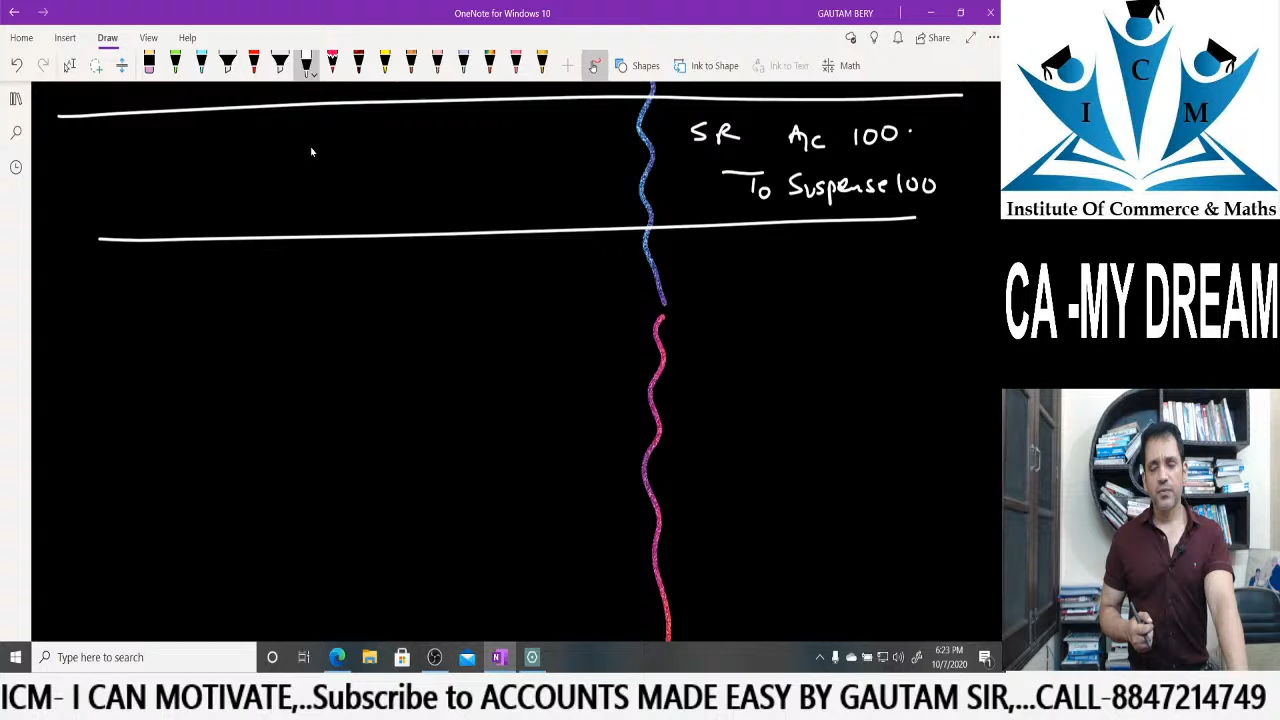 OneNote for Windows 10
GAUTAM BERY
Home Insert Draw View Help
Share
Shapes Ink to Shape Ink to Text Math
SR A/c 100
To Suspense 100
I C M
Institute Of Commerce & Maths
CA -MY DREAM
Type here to search
6:23 PM
10/7/2020
1
ICM- I CAN MOTIVATE,..Subscribe to ACCOUNTS MADE EASY BY GAUTAM SIR,...CALL-8847214749